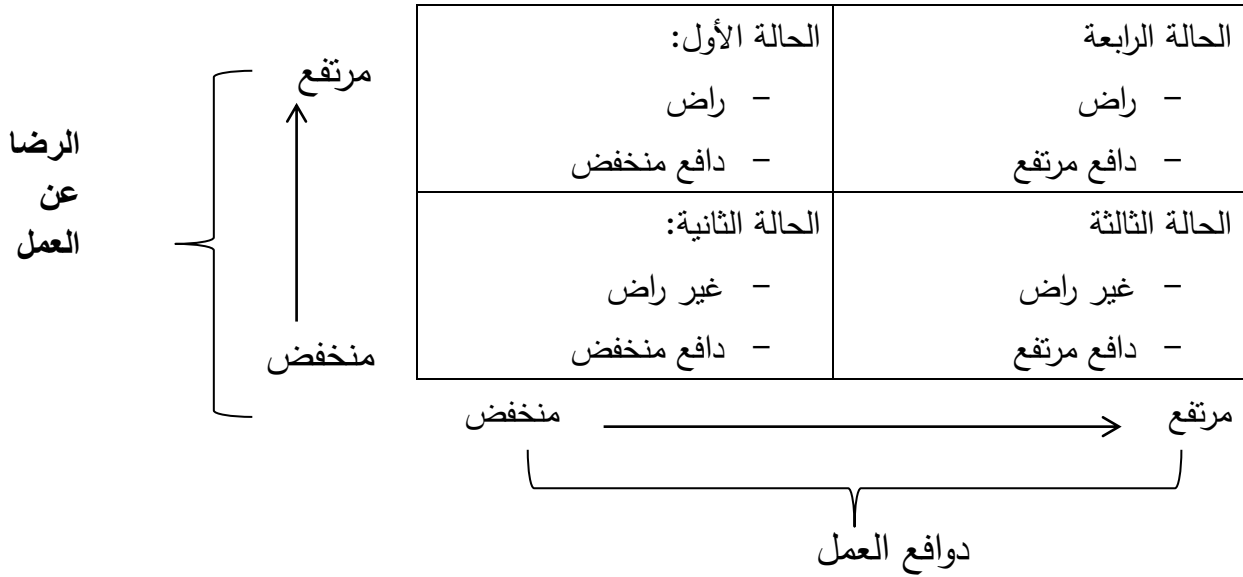 الحالة الرابعة
- راض
- دافع مرتفع
الحالة الأول:
- راض
- دافع منخفض
الحالة الثالثة
- غير راض
- دافع مرتفع
الحالة الثانية:
- غير راض
- دافع منخفض
مرتفع
منخفض
الرضا
عن
العمل
مرتفع
منخفض
دوافع العمل